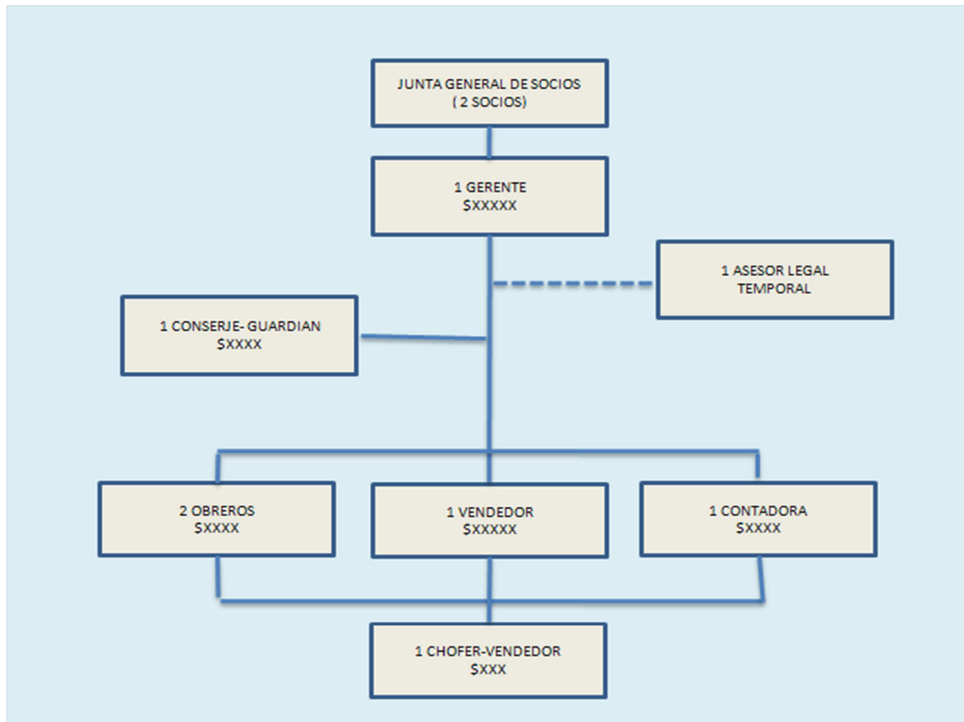 JUNTA GENERAL DE SOCIOS
( 2 SOCIOS)
1 GERENTE
$XXXXX
1 ASESOR LEGAL
TEMPORAL
1 CONSERJE- GUARDIAN
$XXXX
2 OBREROS
$XXXX
1 VENDEDOR
$XXXXX
1 CONTADORA
$XXXX
1 CHOFER-VENDEDOR
$XXX